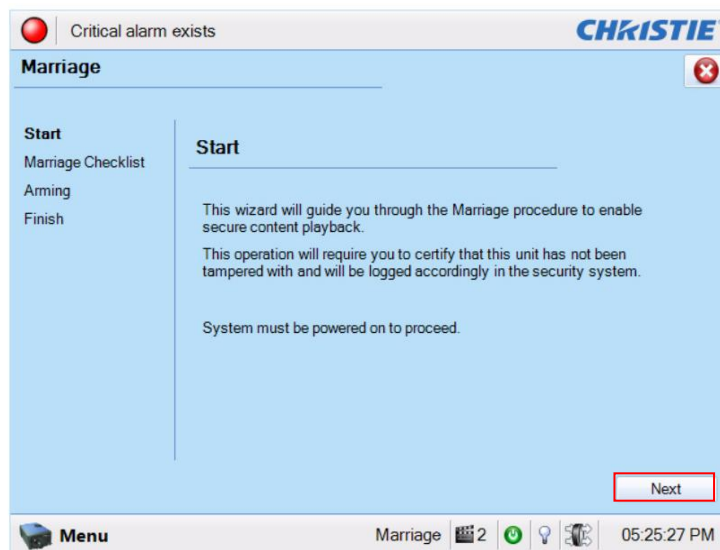 Critical alarm exists
CHRISTIE
Marriage
Start
Marriage Checklist
Arming
Finish
Start
This wizard will guide you through the Marriage procedure to enable
secure content playback.
This operation will require you to certify that this unit has not been
tampered with and will be logged accordingly in the security system.
System must be powered on to proceed.
Next
Menu
Marriage
2
05:25:27 PM